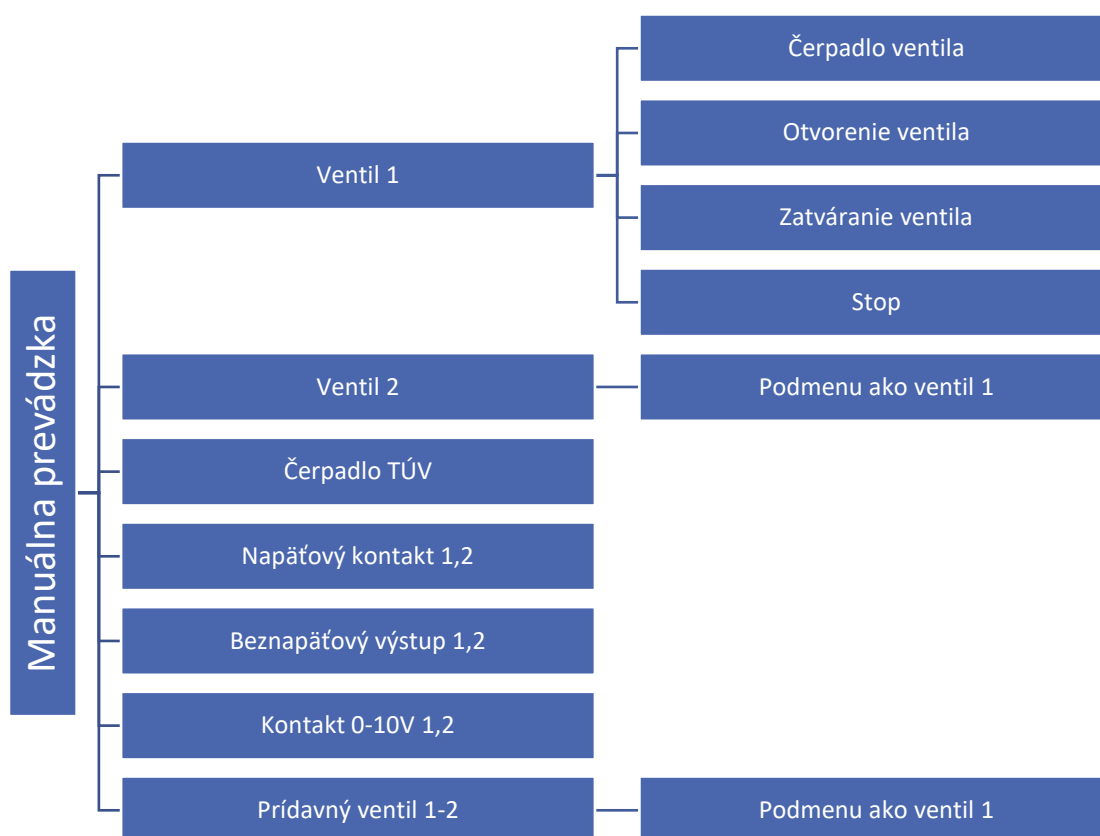 Manuálna prevádzka
Ventil 1
Čerpadlo ventila
Otvorenie ventila
Zatváranie ventila
Stop
Ventil 2
Podmenu ako ventil 1
Čerpadlo TÚV
Napäťový kontakt 1,2
Beznapäťový výstup 1,2
Kontakt 0-10V 1,2
Prídavný ventil 1-2
Podmenu ako ventil 1